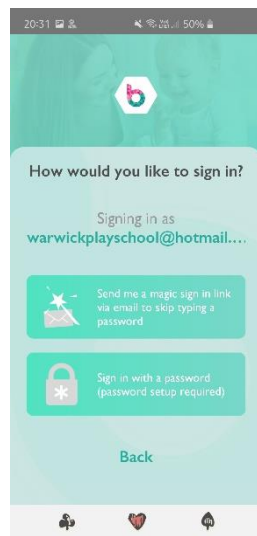 20:31 50%
b
How would you like to sign in?
Signing in as
warwickplayschool@hotmail....
Send me a magic sign in link
via email to skip typing a
password
Sign in with a password
(password setup required)
Back